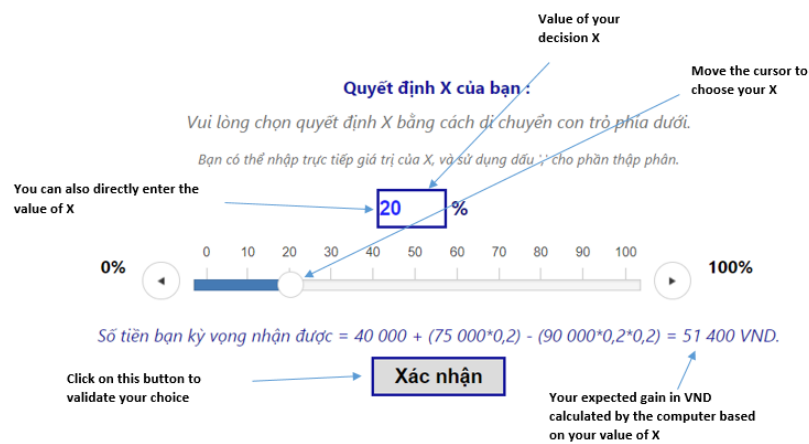 Value of your
decision X
Move the cursor to
choose your X
Quyết định X của bạn :
Vui lòng chọn quyết định X bằng cách di chuyển con trỏ phía dưới.
Bạn có thể nhập trực tiếp giá trị của X, và sử dụng dấu ',' cho phần thập phân.
You can also directly enter the
value of X
20 %
0 10 20 30 40 50 60 70 80 90 100
0% 100%
Số tiền bạn kỳ vọng nhận được = 40 000 + (75 000*0,2) - (90 000*0,2*0,2) = 51 400 VND.
Click on this button to
validate your choice
Xác nhận
Your expected gain in VND
calculated by the computer based
on your value of X